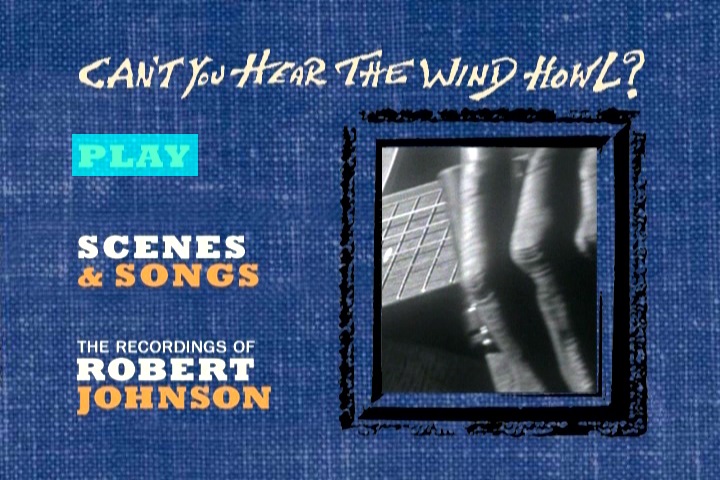 CAN'T YOU HEAR THE WIND HOWL?
PLAY
SCENES
& SONGS
THE RECORDINGS OF
ROBERT
JOHNSON